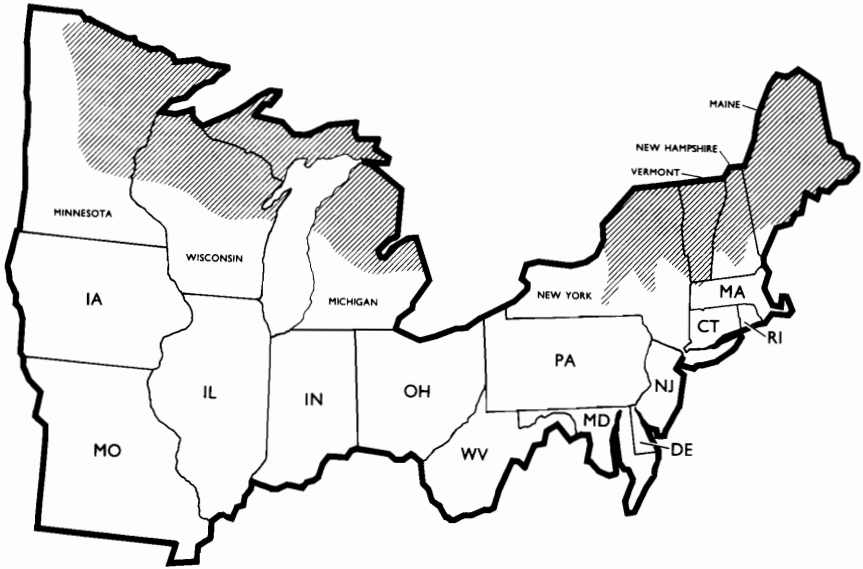 MAINE
NEW HAMPSHIRE
VERMONT
MINNESOTA
WISCONSIN
MICHIGAN
NEW YORK
IA
MA
CT
RI
PA
IL
IN
OH
NJ
MD
MO
WV
DE